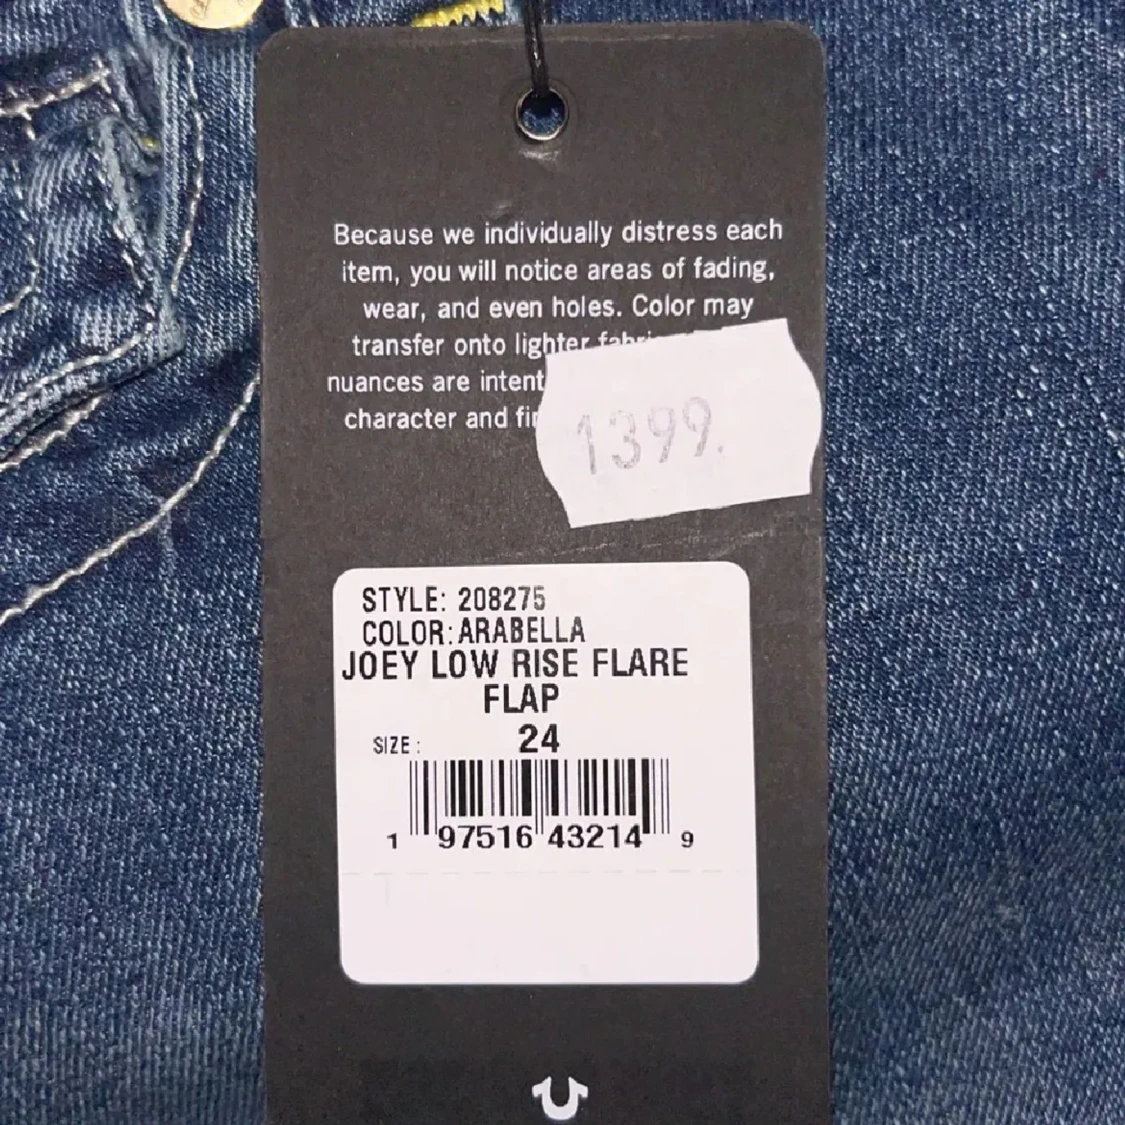 Because we individually distress each
item, you will notice areas of fading,
wear, and even holes. Color may
transfer onto lighter
nuances are
character and
1399.
STYLE: 208275
COLOR: ARABELLA
JOEY LOW RISE FLARE
FLAP
SIZE: 24
1 97516 43214 9